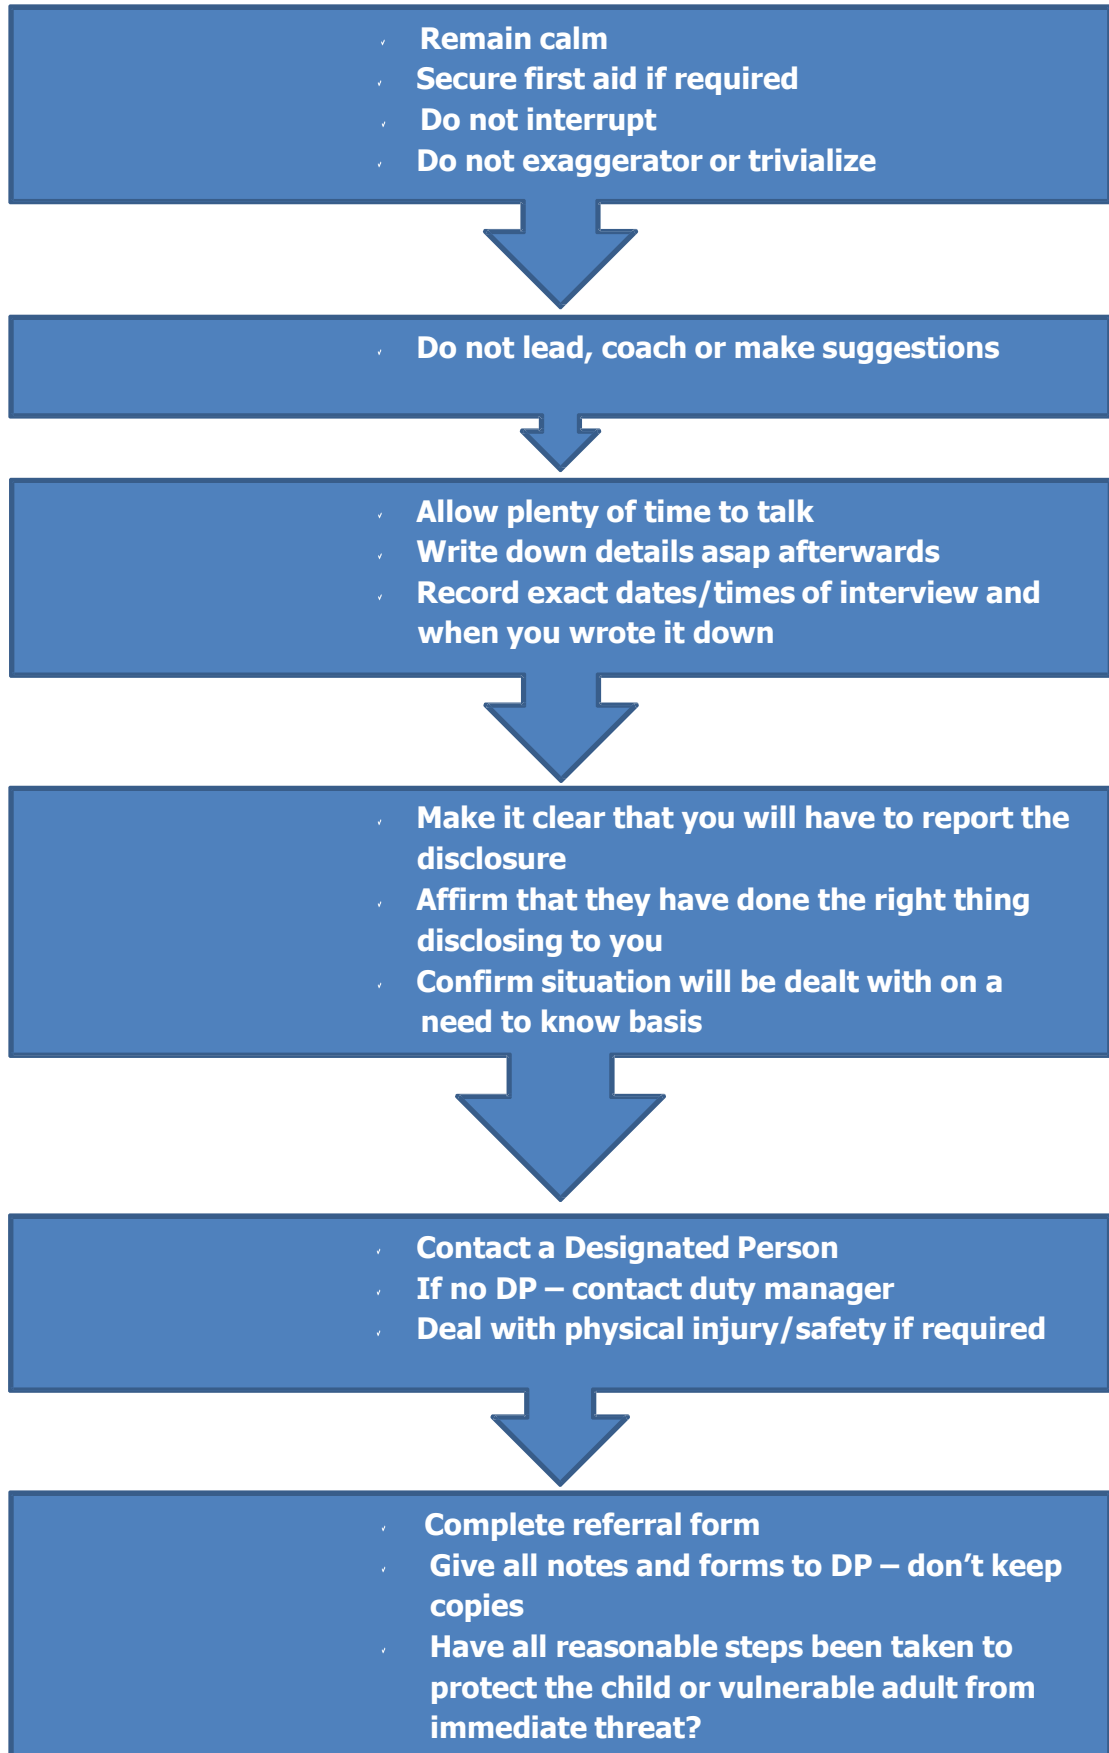 ✓ Remain calm
✓ Secure first aid if required
✓ Do not interrupt
✓ Do not exaggerator or trivialize
✓ Do not lead, coach or make suggestions
✓ Allow plenty of time to talk
✓ Write down details asap afterwards
✓ Record exact dates/times of interview and
when you wrote it down
✓ Make it clear that you will have to report the
disclosure
✓ Affirm that they have done the right thing
disclosing to you
✓ Confirm situation will be dealt with on a
need to know basis
✓ Contact a Designated Person
✓ If no DP – contact duty manager
✓ Deal with physical injury/safety if required
✓ Complete referral form
✓ Give all notes and forms to DP – don’t keep
copies
✓ Have all reasonable steps been taken to
protect the child or vulnerable adult from
immediate threat?